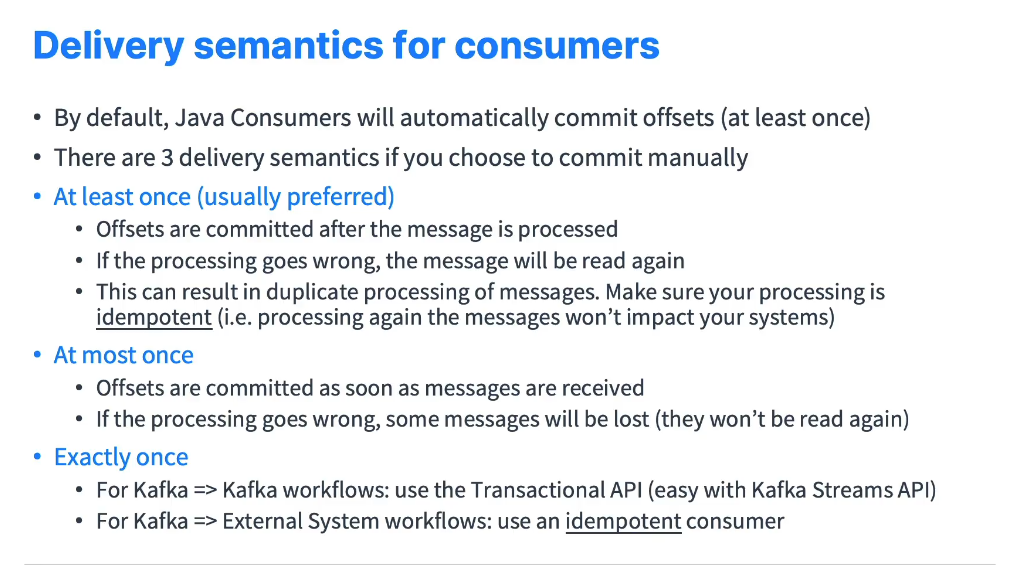 Delivery semantics for consumers
• By default, Java Consumers will automatically commit offsets (at least once)
• There are 3 delivery semantics if you choose to commit manually
• At least once (usually preferred)
• Offsets are committed after the message is processed
• If the processing goes wrong, the message will be read again
• This can result in duplicate processing of messages. Make sure your processing is
idempotent (i.e. processing again the messages won’t impact your systems)
• At most once
• Offsets are committed as soon as messages are received
• If the processing goes wrong, some messages will be lost (they won’t be read again)
• Exactly once
• For Kafka => Kafka workflows: use the Transactional API (easy with Kafka Streams API)
• For Kafka => External System workflows: use an idempotent consumer